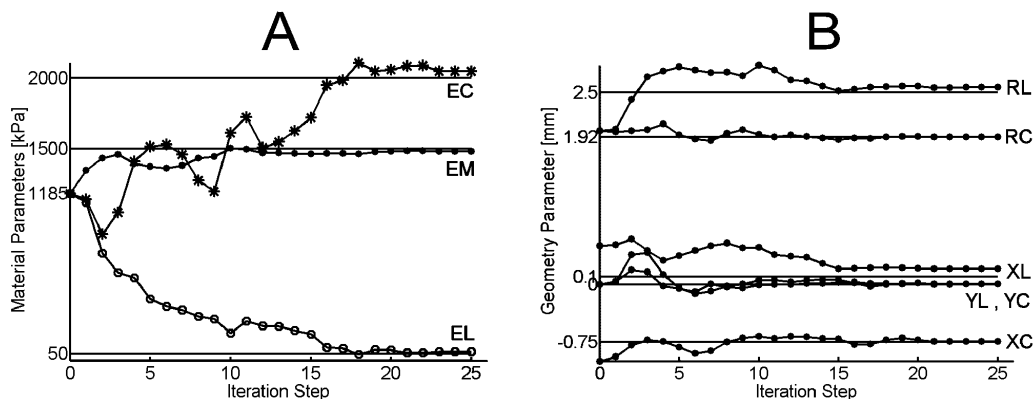 A
Material Parameters [kPa]
2000
1500
1185
50
EC
EM
EL
0 5 10 15 20 25
Iteration Step
B
Geometry Parameter [mm]
2.5
1.92
0.1
0.0
-0.75
RL
RC
XL
YL , YC
XC
0 5 10 15 20 25
Iteration Step